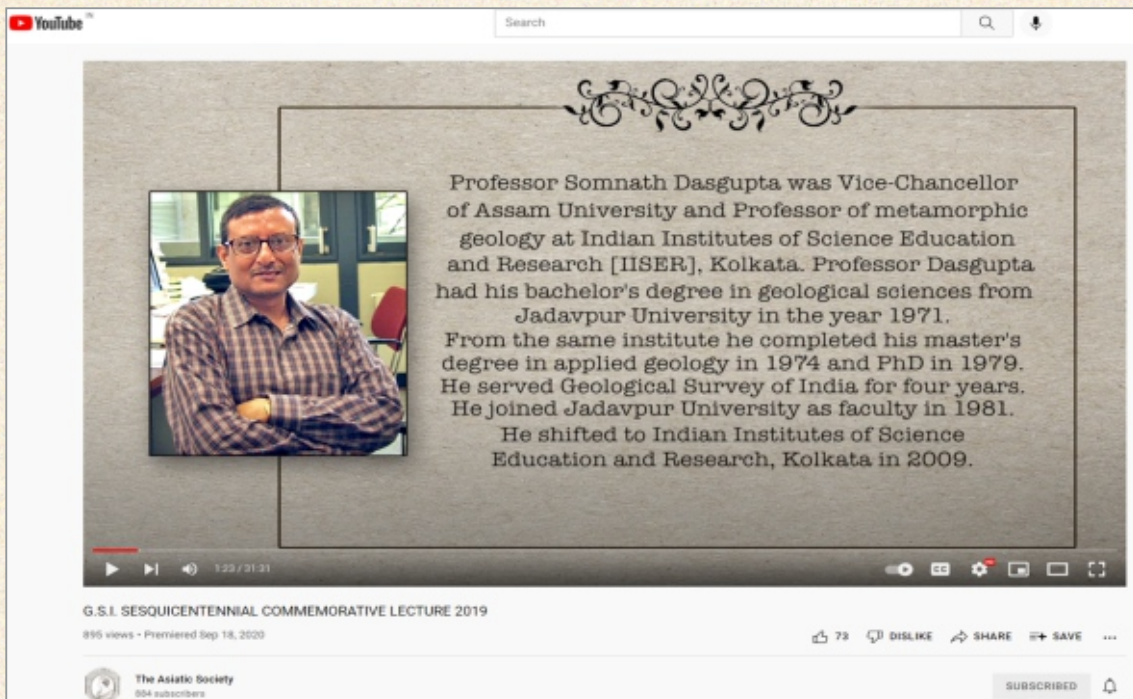 YouTube IN
Search
Professor Somnath Dasgupta was Vice-Chancellor
of Assam University and Professor of metamorphic
geology at Indian Institutes of Science Education
and Research [IISER], Kolkata. Professor Dasgupta
had his bachelor's degree in geological sciences from
Jadavpur University in the year 1971.
From the same institute he completed his master's
degree in applied geology in 1974 and PhD in 1979.
He served Geological Survey of India for four years.
He joined Jadavpur University as faculty in 1981.
He shifted to Indian Institutes of Science
Education and Research, Kolkata in 2009.
1:23 / 31:31
CC
G.S.I. SESQUICENTENNIAL COMMEMORATIVE LECTURE 2019
895 views • Premiered Sep 18, 2020
73 DISLIKE SHARE SAVE
The Asiatic Society
884 subscribers
SUBSCRIBED